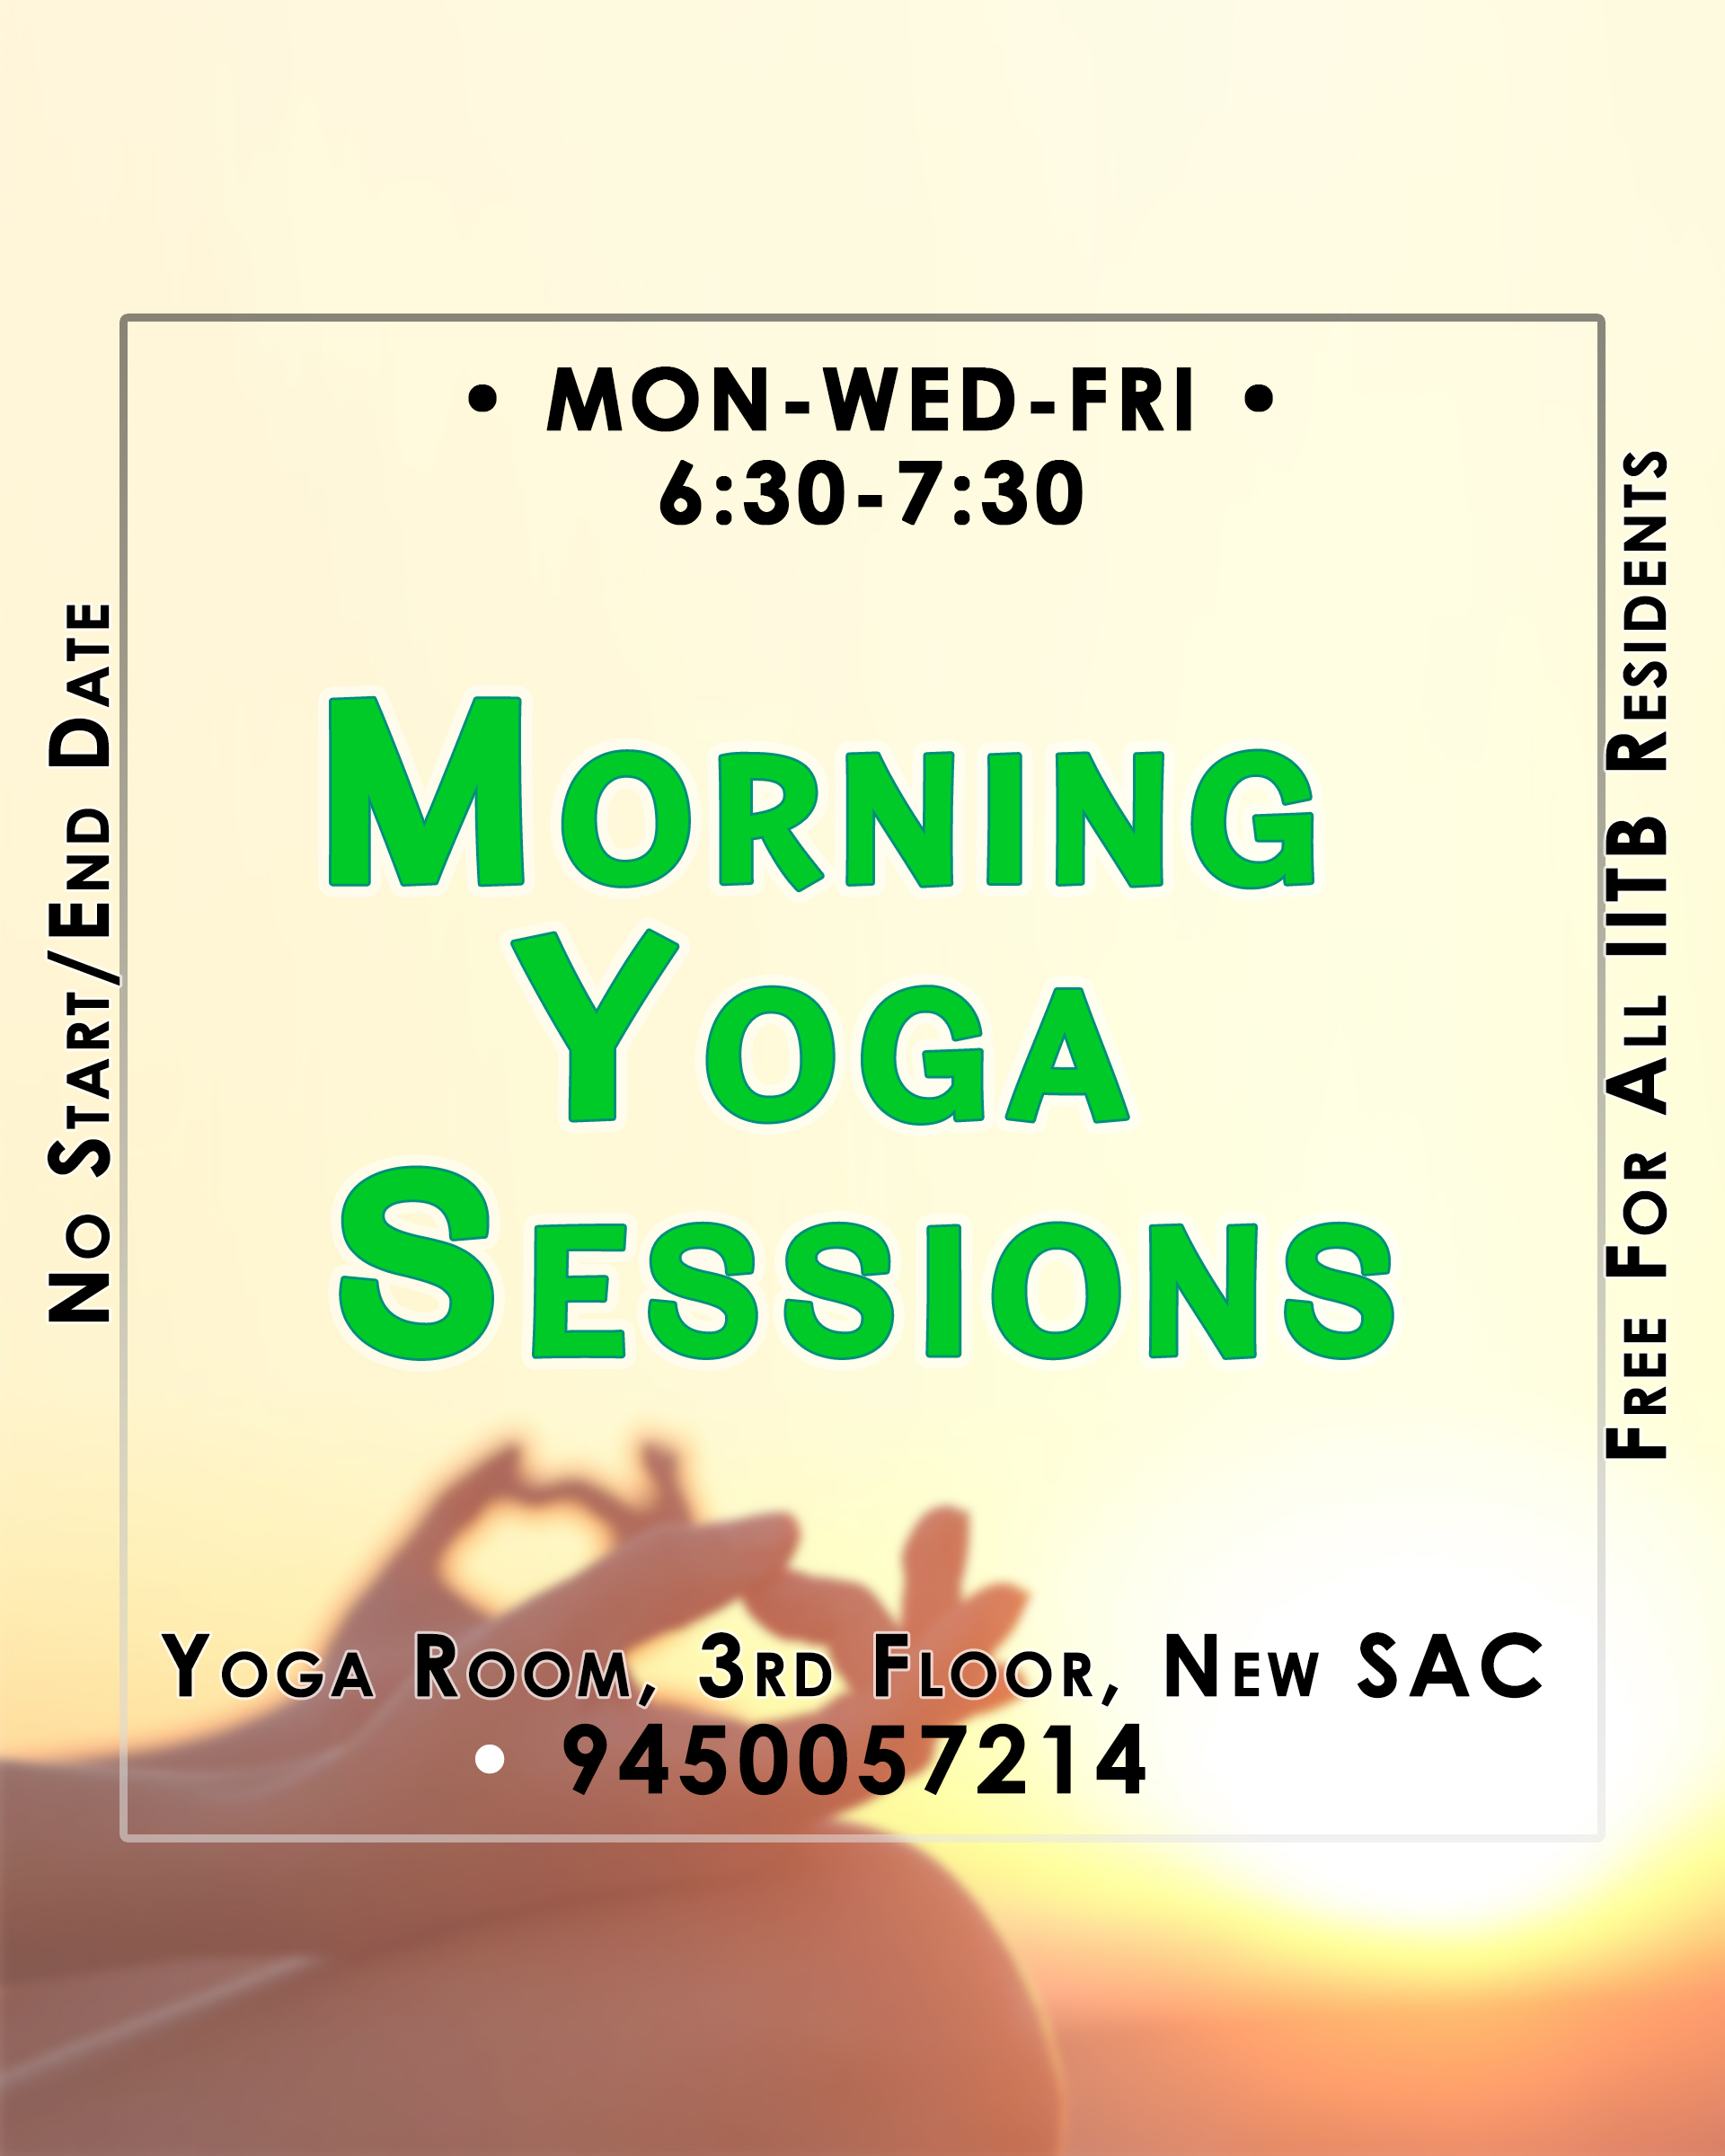 • MON-WED-FRI •
6:30-7:30
No Start/End Date
Free For All IITB Residents
Morning
Yoga
Sessions
Yoga Room, 3rd Floor, New SAC
• 9450057214